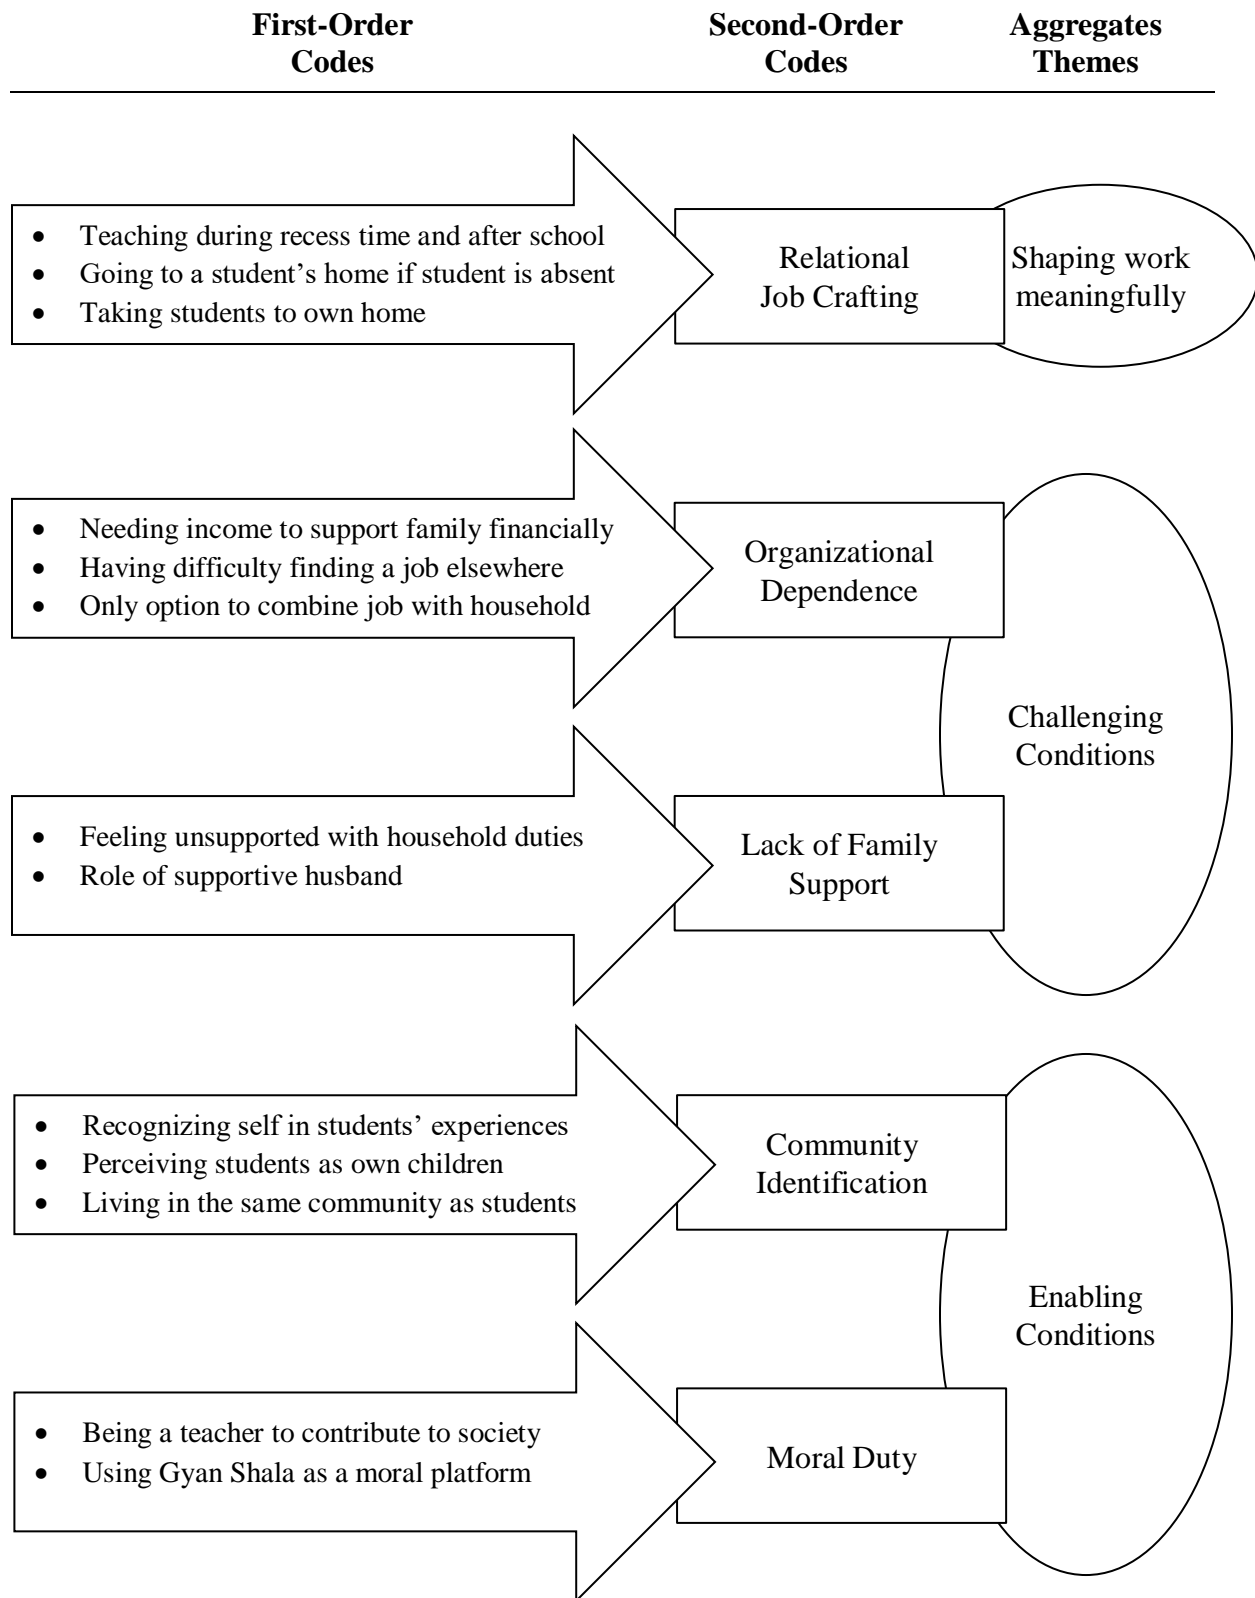 First-Order
Codes
Second-Order
Codes
Aggregates
Themes
• Teaching during recess time and after school
• Going to a student’s home if student is absent
• Taking students to own home
Relational
Job Crafting
Shaping work
meaningfully
• Needing income to support family financially
• Having difficulty finding a job elsewhere
• Only option to combine job with household
Organizational
Dependence
Challenging
Conditions
• Feeling unsupported with household duties
• Role of supportive husband
Lack of Family
Support
• Recognizing self in students’ experiences
• Perceiving students as own children
• Living in the same community as students
Community
Identification
Enabling
Conditions
• Being a teacher to contribute to society
• Using Gyan Shala as a moral platform
Moral Duty